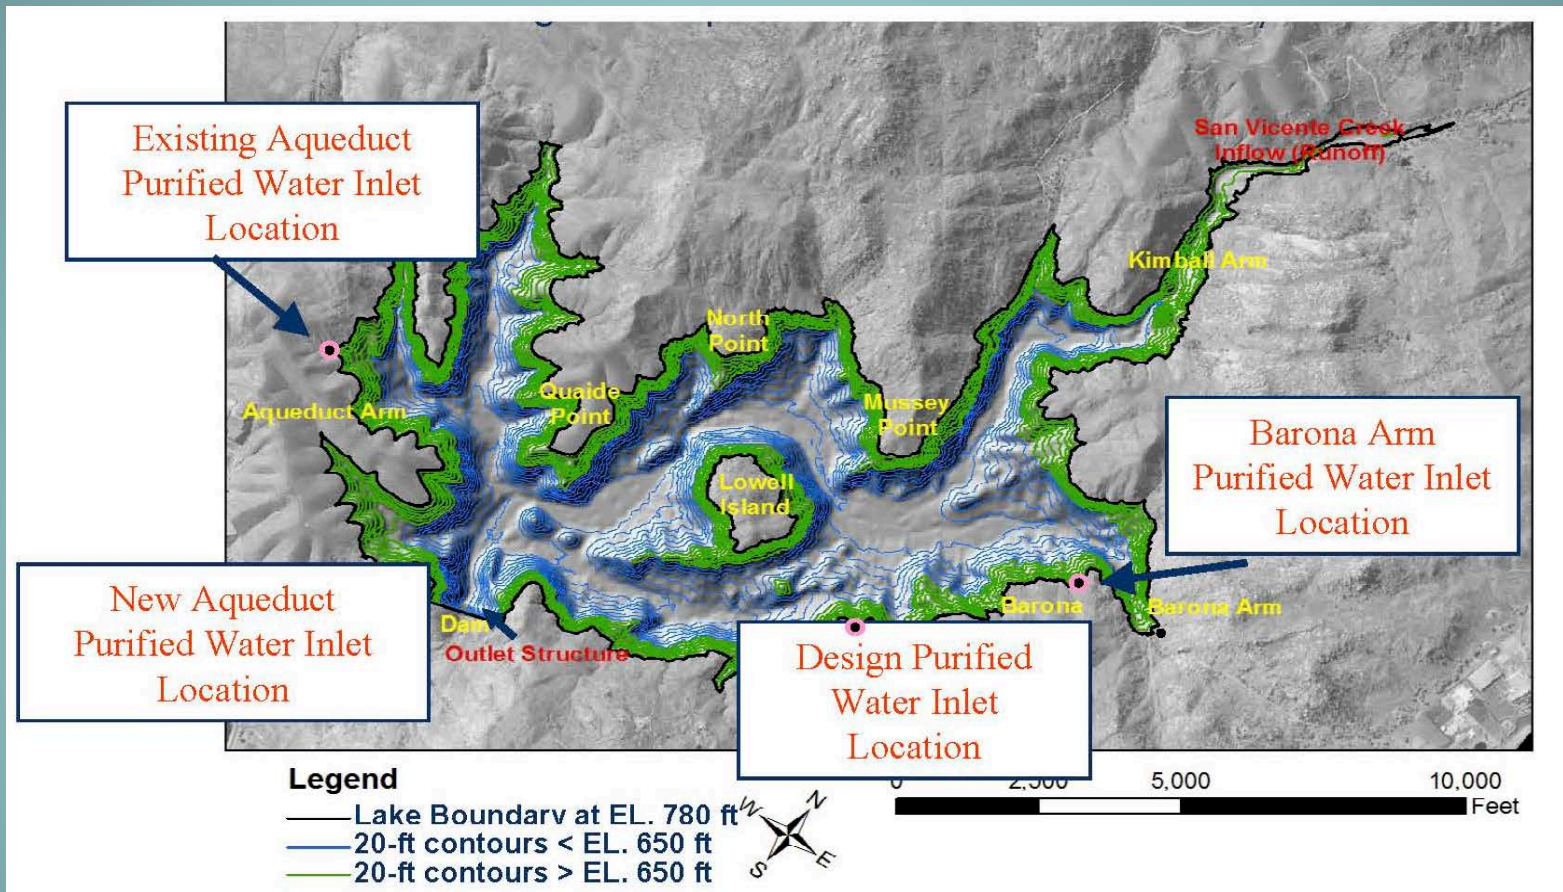 Existing Aqueduct
Purified Water Inlet
Location
San Vicente Creek
Inflow (Runoff)
Kimball Arm
North
Point
Quaide
Point
Mussey
Point
Aqueduct Arm
Lowell
Island
Barona Arm
Purified Water Inlet
Location
New Aqueduct
Purified Water Inlet
Location
Dam
Outlet Structure
Barona
Barona Arm
Design Purified
Water Inlet
Location
Legend
Lake Boundary at EL. 780 ft
20-ft contours < EL. 650 ft
20-ft contours > EL. 650 ft
W N
S E
0 2,500 5,000 10,000
Feet